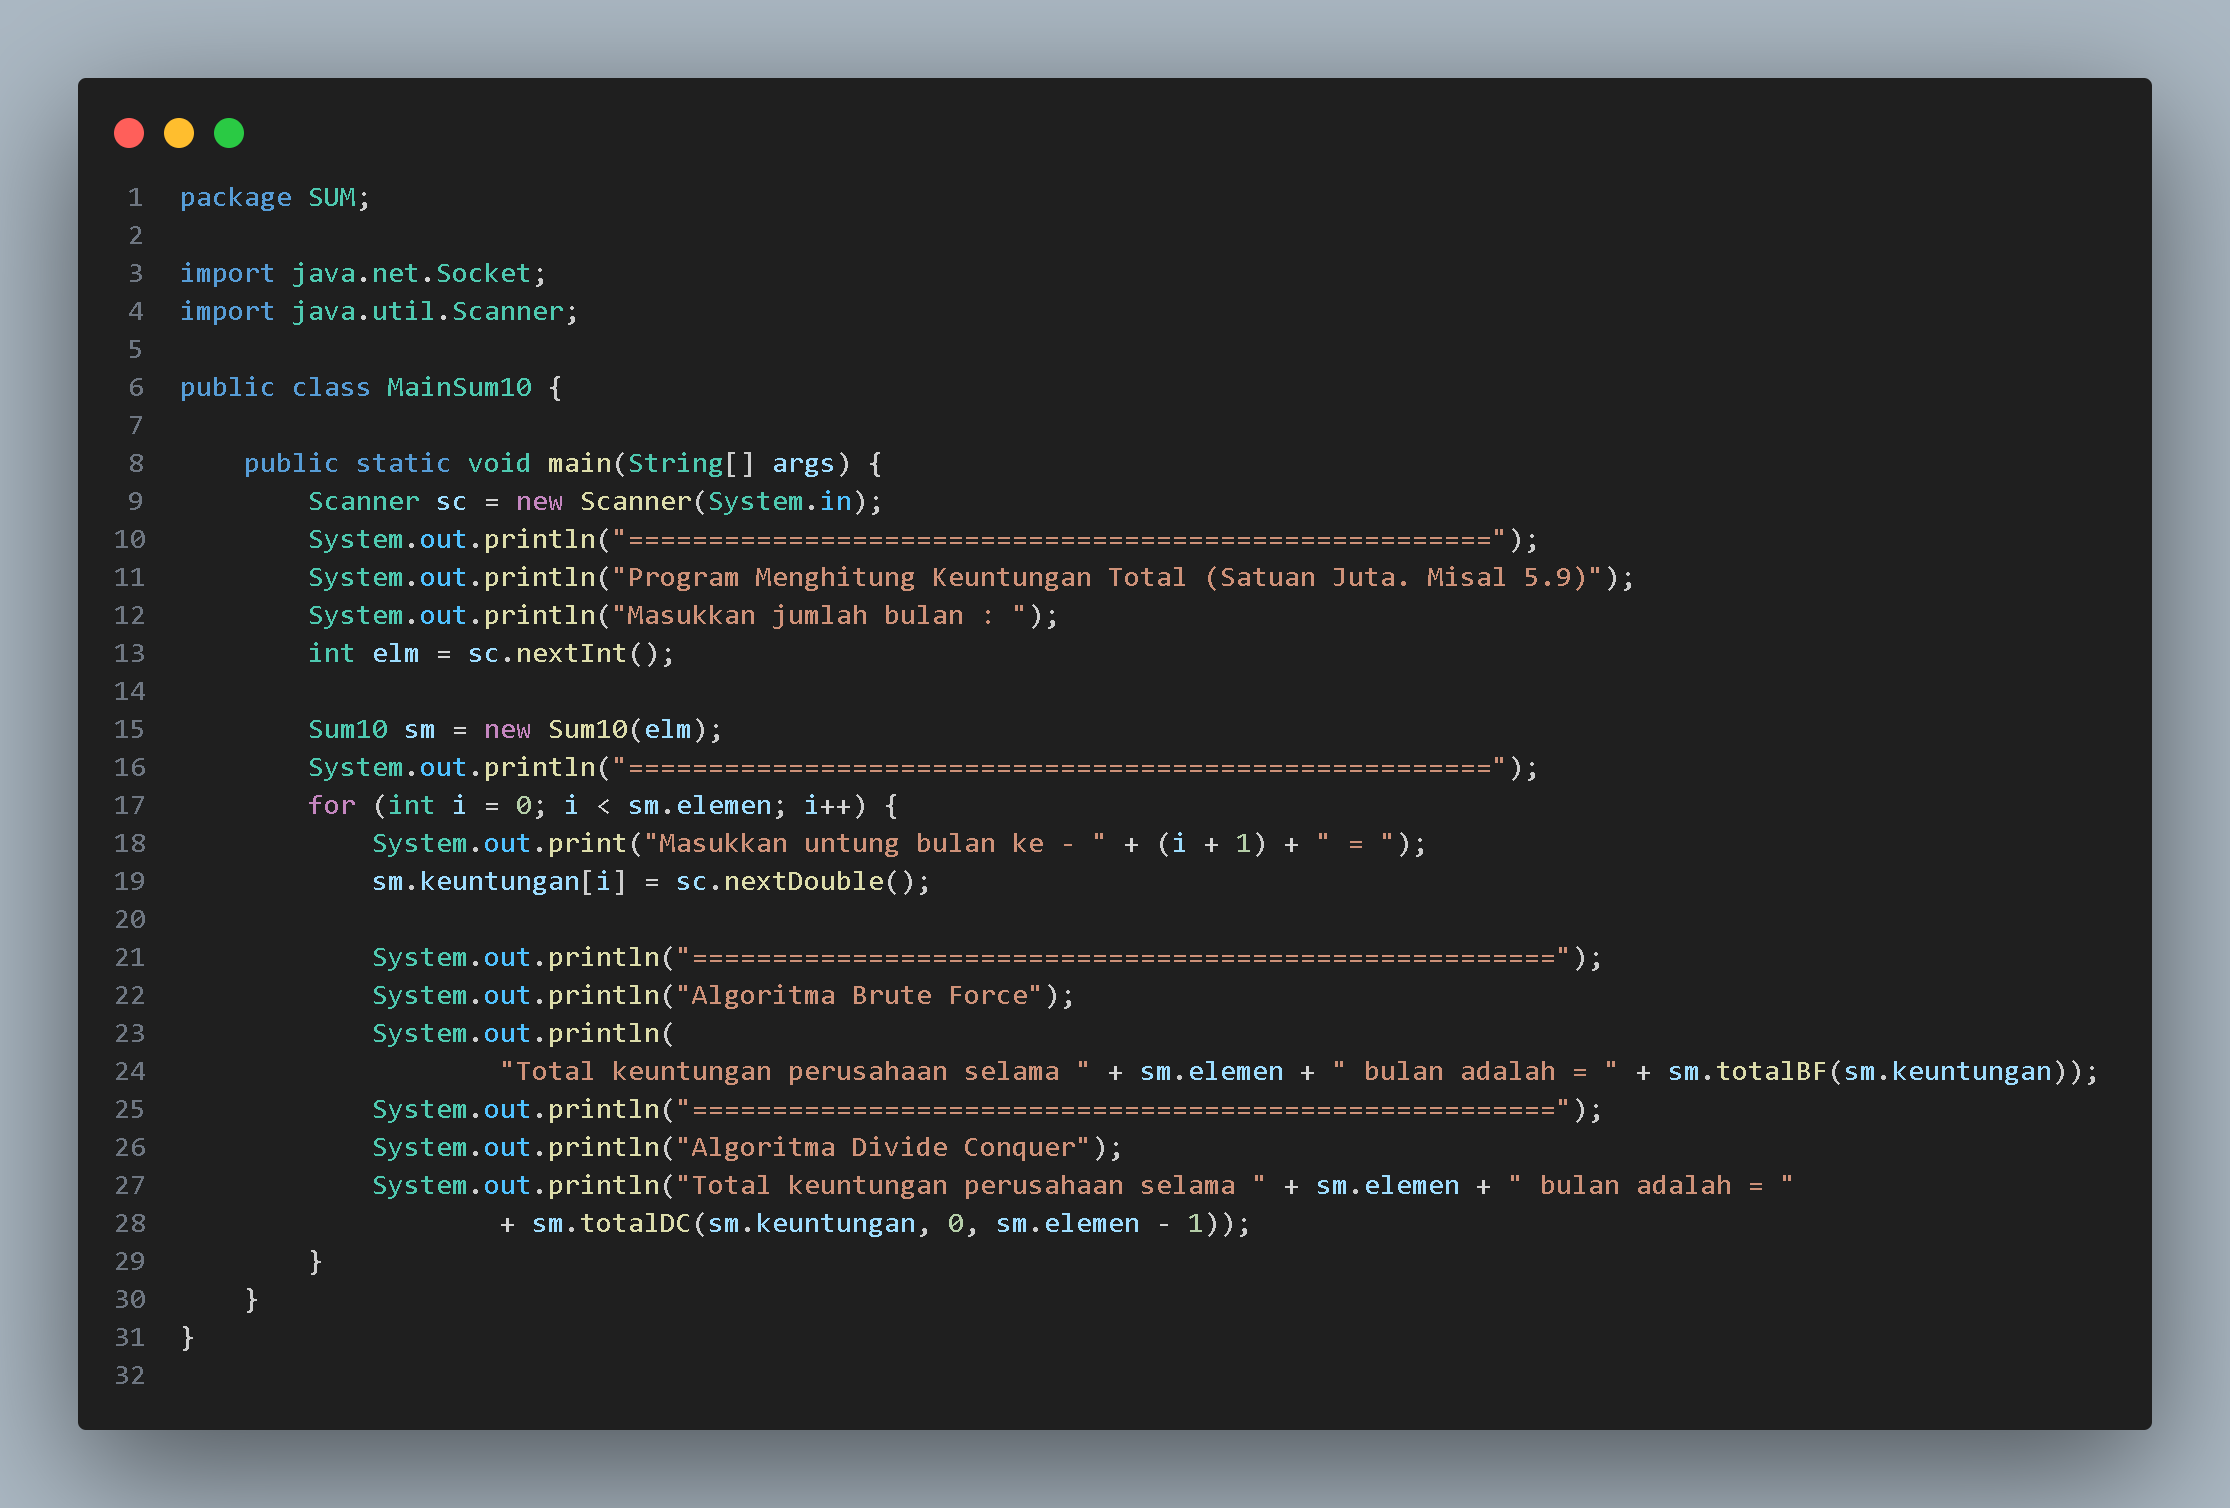 1 package SUM;
2
3 import java.net.Socket;
4 import java.util.Scanner;
5
6 public class MainSum10 {
7
8     public static void main(String[] args) {
9         Scanner sc = new Scanner(System.in);
10         System.out.println("======================================================");
11         System.out.println("Program Menghitung Keuntungan Total (Satuan Juta. Misal 5.9)");
12         System.out.println("Masukkan jumlah bulan : ");
13         int elm = sc.nextInt();
14
15         Sum10 sm = new Sum10(elm);
16         System.out.println("======================================================");
17         for (int i = 0; i < sm.elemen; i++) {
18             System.out.print("Masukkan untung bulan ke - " + (i + 1) + " = ");
19             sm.keuntungan[i] = sc.nextDouble();
20
21             System.out.println("======================================================");
22             System.out.println("Algoritma Brute Force");
23             System.out.println(
24                     "Total keuntungan perusahaan selama " + sm.elemen + " bulan adalah = " + sm.totalBF(sm.keuntungan));
25             System.out.println("======================================================");
26             System.out.println("Algoritma Divide Conquer");
27             System.out.println("Total keuntungan perusahaan selama " + sm.elemen + " bulan adalah = "
28                     + sm.totalDC(sm.keuntungan, 0, sm.elemen - 1));
29         }
30     }
31 }
32